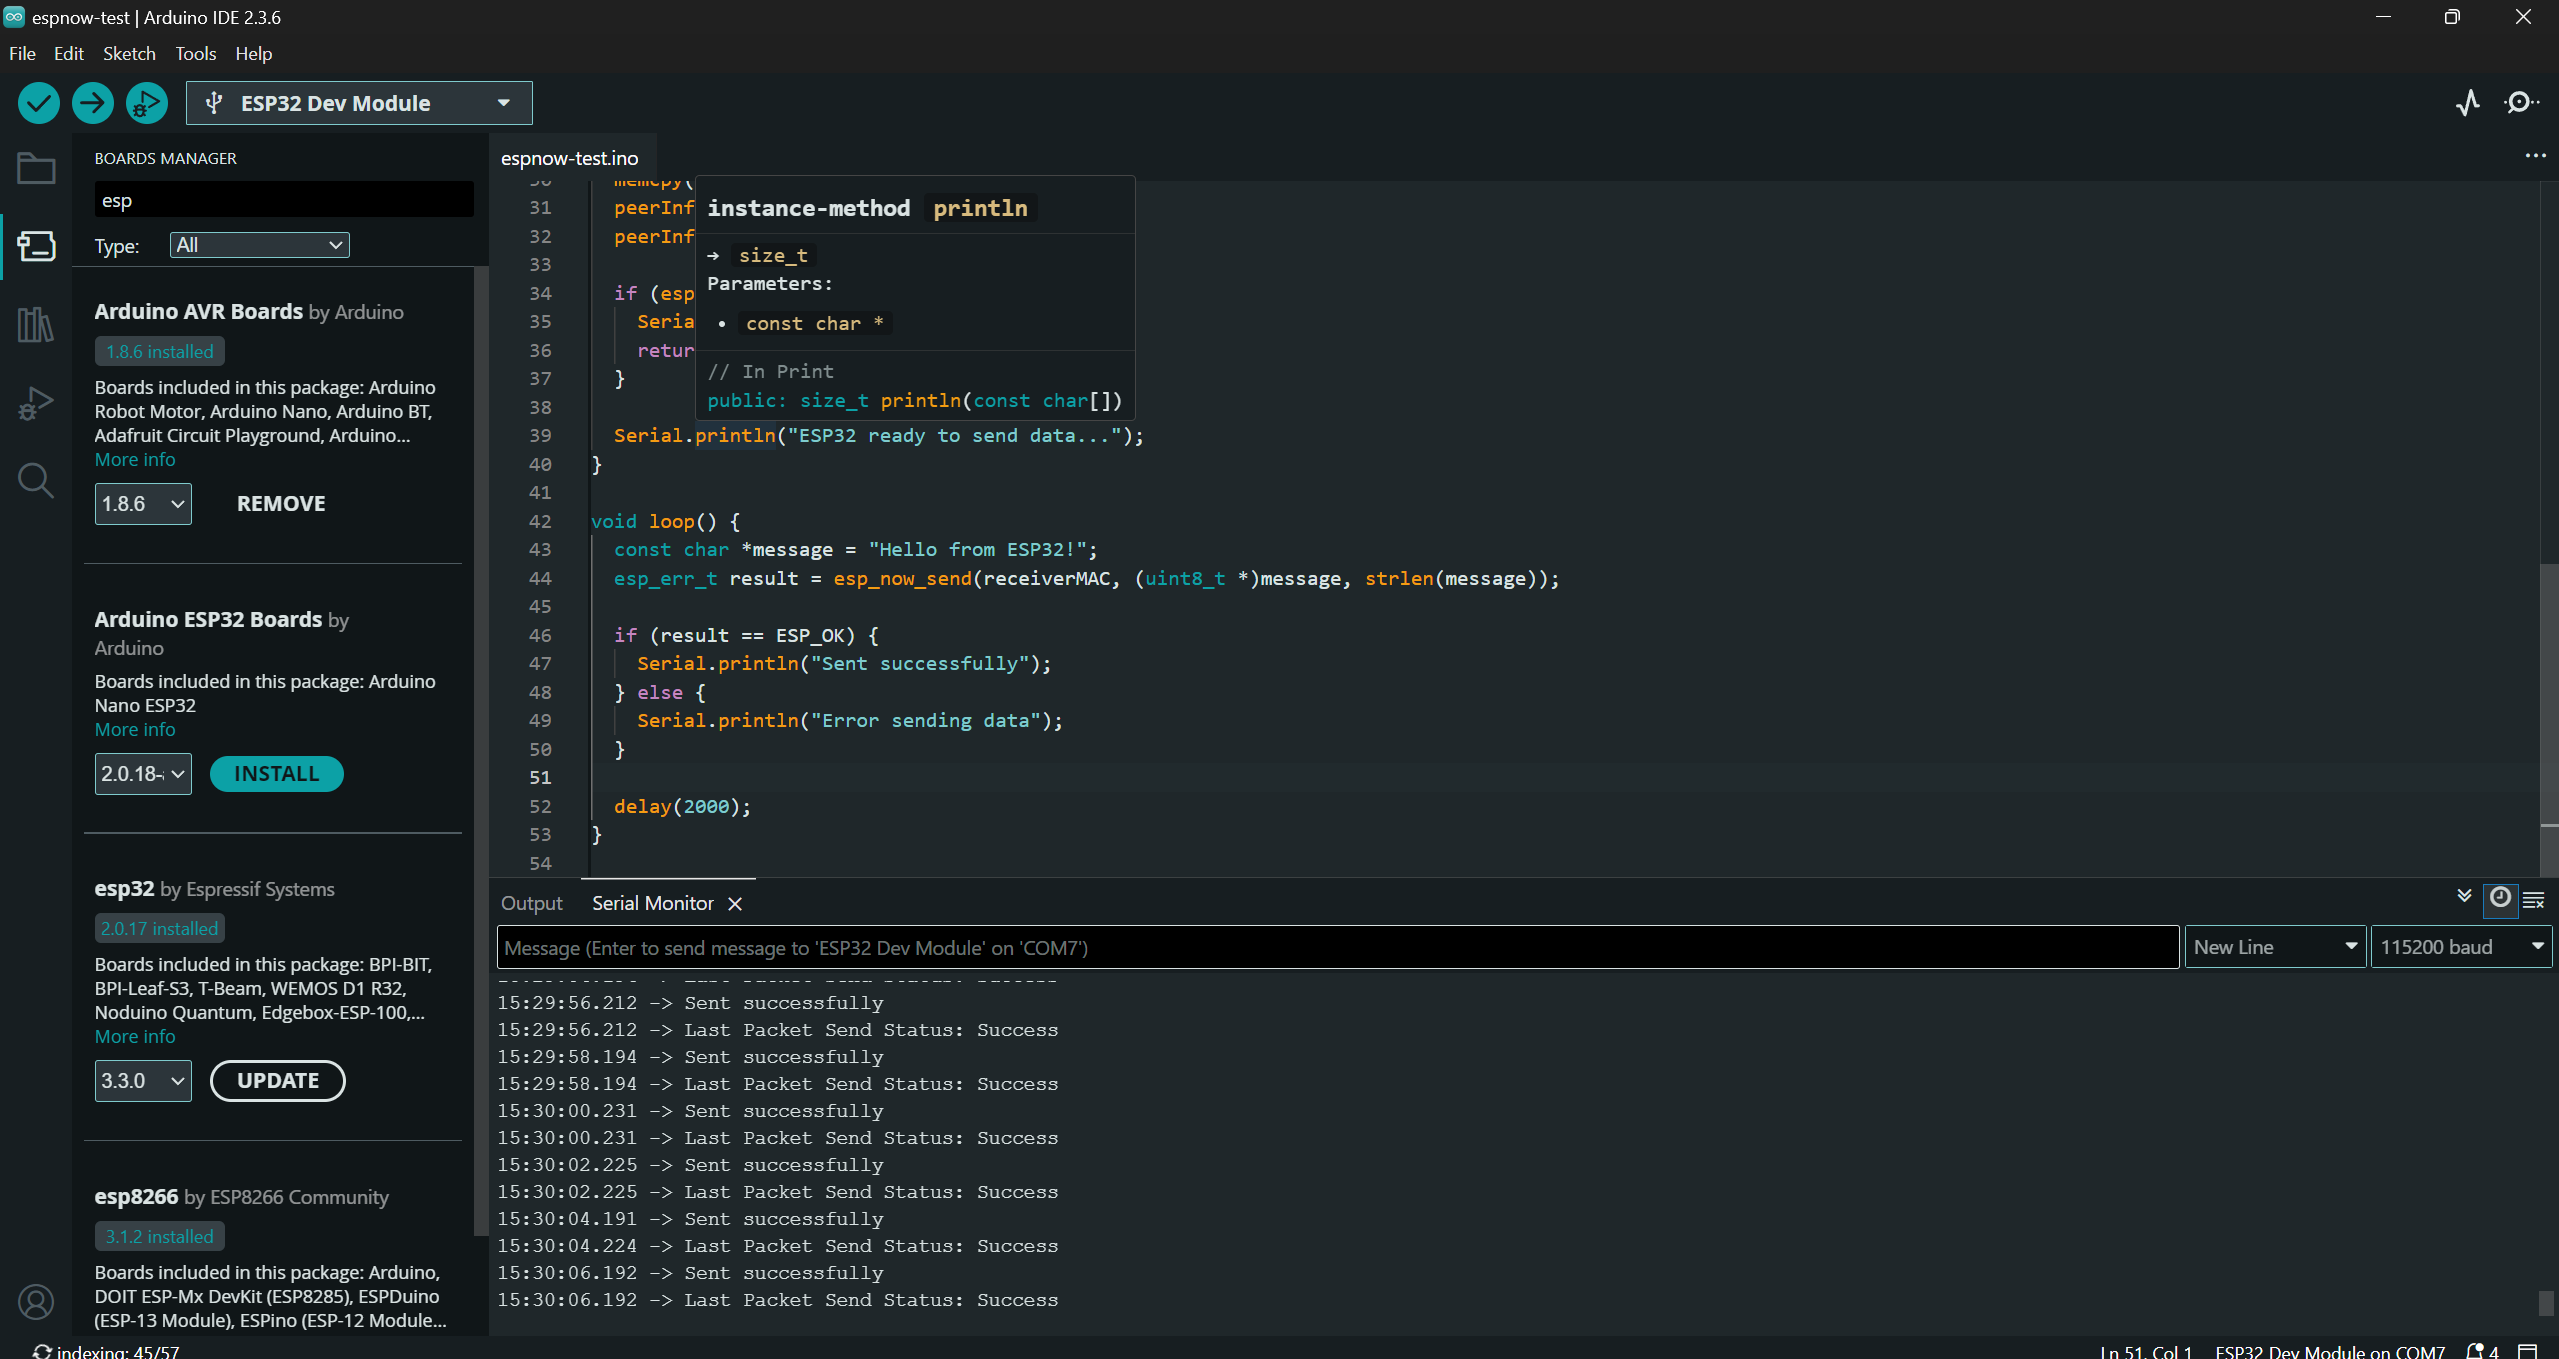 espnow-test | Arduino IDE 2.3.6
File Edit Sketch Tools Help
ESP32 Dev Module
BOARDS MANAGER
esp
Type: All
Arduino AVR Boards by Arduino
1.8.6 installed
Boards included in this package: Arduino
Robot Motor, Arduino Nano, Arduino BT,
Adafruit Circuit Playground, Arduino...
More info
1.8.6 REMOVE
Arduino ESP32 Boards by
Arduino
Boards included in this package: Arduino
Nano ESP32
More info
2.0.18- INSTALL
esp32 by Espressif Systems
2.0.17 installed
Boards included in this package: BPI-BIT,
BPI-Leaf-S3, T-Beam, WEMOS D1 R32,
Noduino Quantum, Edgebox-ESP-100,...
More info
3.3.0 UPDATE
esp8266 by ESP8266 Community
3.1.2 installed
Boards included in this package: Arduino,
DOIT ESP-Mx DevKit (ESP8285), ESPDuino
(ESP-13 Module), ESPino (ESP-12 Module...
espnow-test.ino
30 memcpy(
31 peerInf
32 peerInf
33
34 if (esp
35 Seria
36 retur
37 }
38
instance-method println
→ size_t
Parameters:
• const char *
// In Print
public: size_t println(const char[])
39 Serial.println("ESP32 ready to send data...");
40 }
41
42 void loop() {
43 const char *message = "Hello from ESP32!";
44 esp_err_t result = esp_now_send(receiverMAC, (uint8_t *)message, strlen(message));
45
46 if (result == ESP_OK) {
47 Serial.println("Sent successfully");
48 } else {
49 Serial.println("Error sending data");
50 }
51
52 delay(2000);
53 }
54
Output Serial Monitor
Message (Enter to send message to 'ESP32 Dev Module' on 'COM7') New Line 115200 baud
15:29:56.212 -> Sent successfully
15:29:56.212 -> Last Packet Send Status: Success
15:29:58.194 -> Sent successfully
15:29:58.194 -> Last Packet Send Status: Success
15:30:00.231 -> Sent successfully
15:30:00.231 -> Last Packet Send Status: Success
15:30:02.225 -> Sent successfully
15:30:02.225 -> Last Packet Send Status: Success
15:30:04.191 -> Sent successfully
15:30:04.224 -> Last Packet Send Status: Success
15:30:06.192 -> Sent successfully
15:30:06.192 -> Last Packet Send Status: Success
indexing: 45/57 Ln 51, Col 1 ESP32 Dev Module on COM7 4